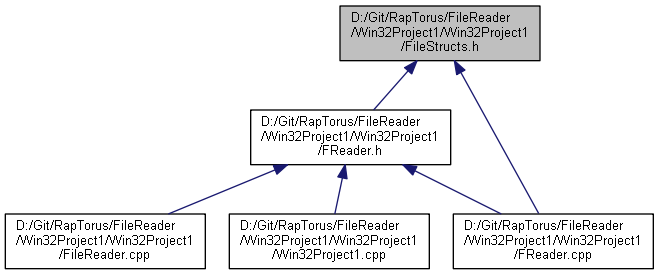 D:/Git/RapTorus/FileReader
/Win32Project1/Win32Project1
/FileStructs.h
D:/Git/RapTorus/FileReader
/Win32Project1/Win32Project1
/FReader.h
D:/Git/RapTorus/FileReader
/Win32Project1/Win32Project1
/FileReader.cpp
D:/Git/RapTorus/FileReader
/Win32Project1/Win32Project1
/Win32Project1.cpp
D:/Git/RapTorus/FileReader
/Win32Project1/Win32Project1
/FReader.cpp